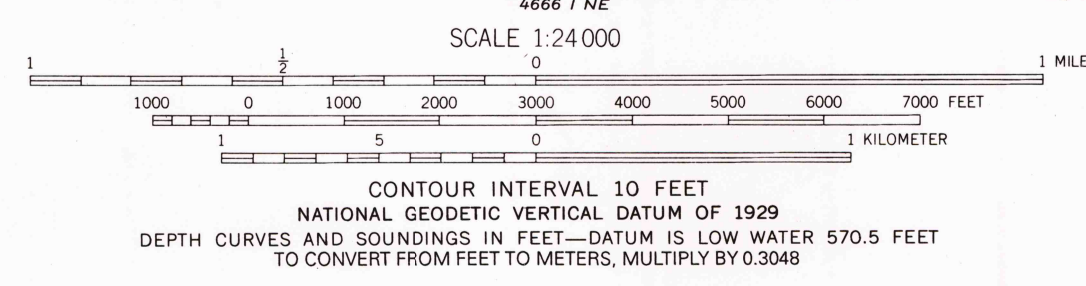 4666 I NE
SCALE 1:24 000
1 1/2 0 1 MILE
1000 0 1000 2000 3000 4000 5000 6000 7000 FEET
1 5 0 1 KILOMETER
CONTOUR INTERVAL 10 FEET
NATIONAL GEODETIC VERTICAL DATUM OF 1929
DEPTH CURVES AND SOUNDINGS IN FEET—DATUM IS LOW WATER 570.5 FEET
TO CONVERT FROM FEET TO METERS, MULTIPLY BY 0.3048